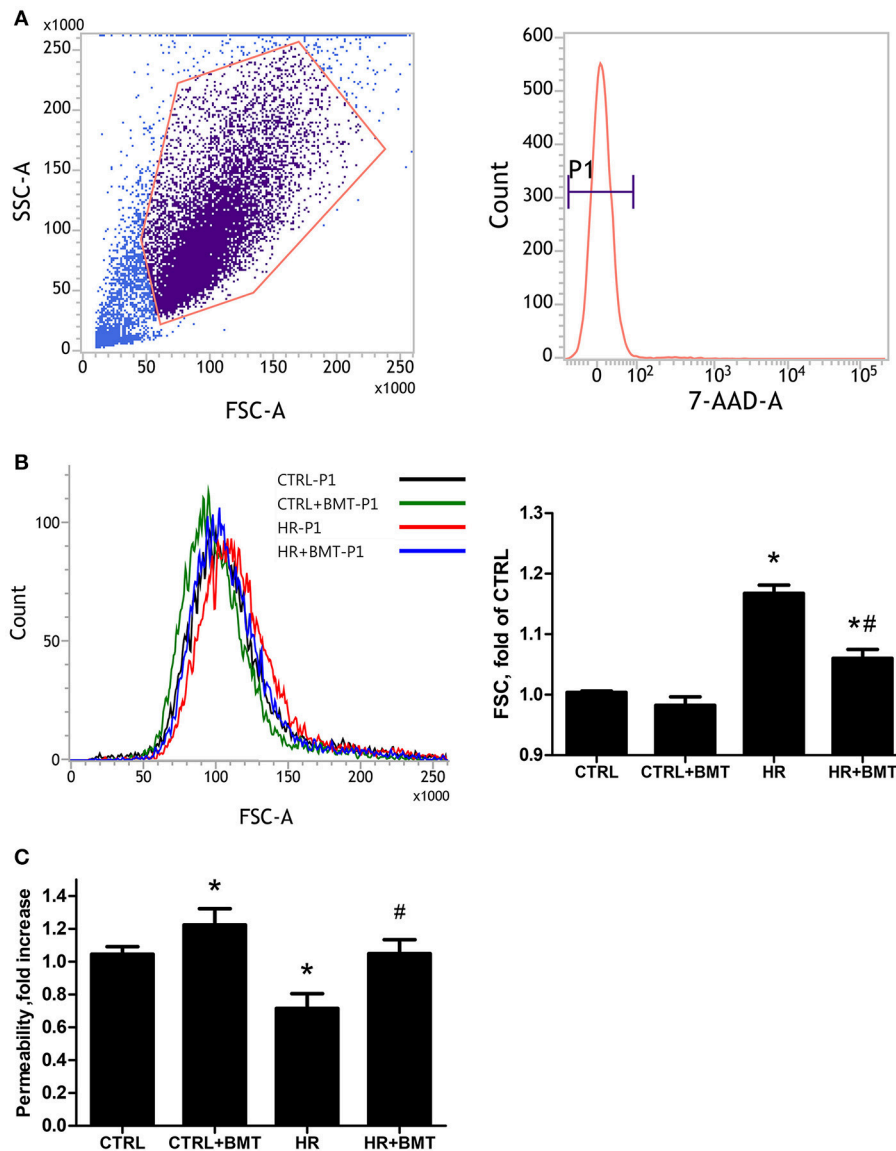 A
x1000
250
200
150
100
50
0
SSC-A
0 50 100 150 200 250
x1000
FSC-A
600
500
400
300
200
100
0
Count
P1
0 10² 10³ 10⁴ 10⁵
7-AAD-A
B
100
50
0
Count
CTRL-P1
CTRL+BMT-P1
HR-P1
HR+BMT-P1
0 50 100 150 200 250
x1000
FSC-A
1.3
1.2
1.1
1.0
0.9
FSC, fold of CTRL
*
*#
CTRL CTRL+BMT HR HR+BMT
C
1.4
1.2
1.0
0.8
0.6
0.4
0.2
0.0
Permeability ,fold increase
*
*
#
CTRL CTRL+BMT HR HR+BMT